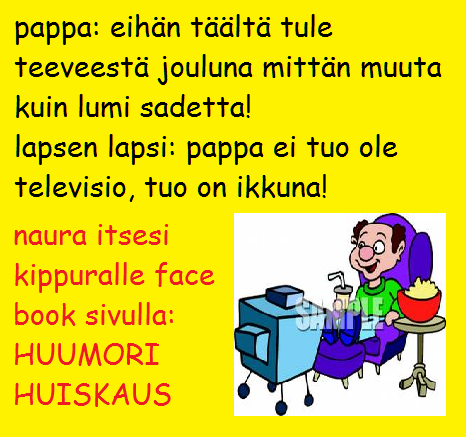 pappa: eihän täältä tule
teeveestä jouluna mittän muuta
kuin lumi sadetta!
lapsen lapsi: pappa ei tuo ole
televisio, tuo on ikkuna!
naura itsesi
kippuralle face
book sivulla:
HUUMORI
HUISKAUS
SAMPLE